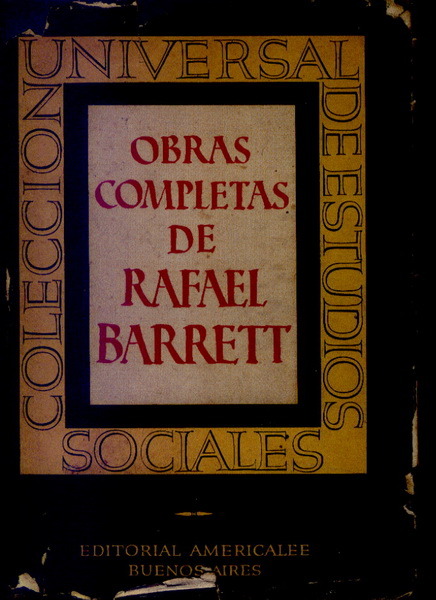 COLECCION
UNIVERSAL
DE ESTUDIOS
SOCIALES
OBRAS
COMPLETAS
DE
RAFAEL
BARRETT
EDITORIAL AMERICALEE
BUENOS AIRES